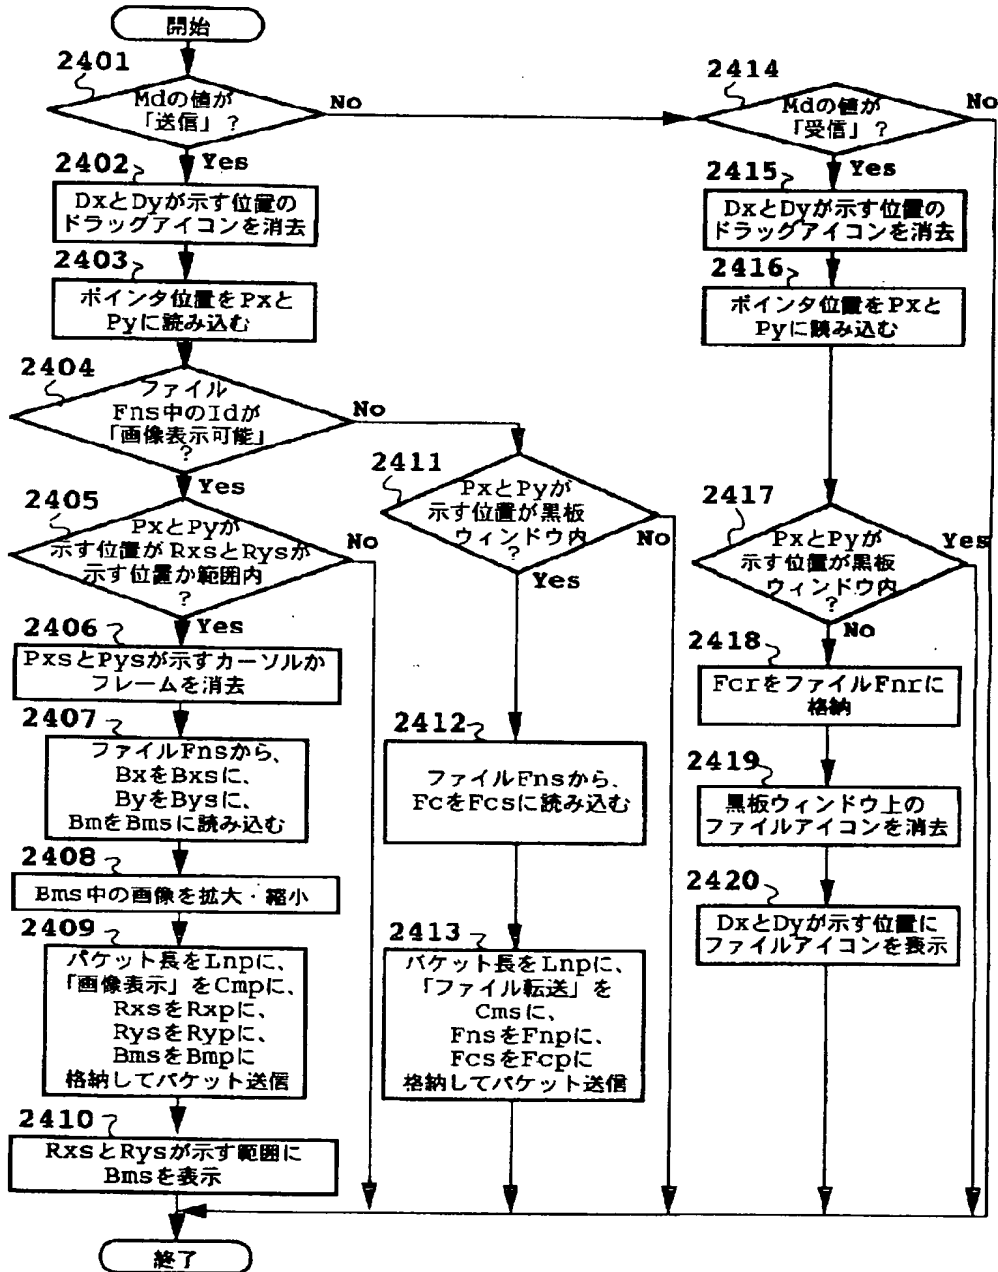 開始
2401
Mdの値が
「送信」?
No
Yes
2402
DxとDyが示す位置の
ドラッグアイコンを消去
2403
ポインタ位置をPxと
Pyに読み込む
2404
ファイル
Fns中のIdが
「画像表示可能」
?
No
Yes
2405
PxとPyが
示す位置がRxsとRysが
示す位置か範囲内
?
No
Yes
2406
PxsとPysが示すカーソルか
フレームを消去
2407
ファイルFnsから、
BxをBxsに、
ByをBysに、
BmをBmsに読み込む
2408
Bms中の画像を拡大・縮小
2409
パケット長をLnpに、
「画像表示」をCmpに、
RxsをRxpに、
RysをRypに、
BmsをBmpに
格納してパケット送信
2410
RxsとRysが示す範囲に
Bmsを表示
終了
2411
PxとPyが
示す位置が黒板
ウィンドウ内
?
No
Yes
2412
ファイルFnsから、
FcをFcsに読み込む
2413
パケット長をLnpに、
「ファイル転送」を
Cmsに、
FnsをFnpに、
FcsをFcpに
格納してパケット送信
2414
Mdの値が
「受信」?
No
Yes
2415
DxとDyが示す位置の
ドラッグアイコンを消去
2416
ポインタ位置をPxと
Pyに読み込む
2417
PxとPyが
示す位置が黒板
ウィンドウ内
?
Yes
No
2418
FcrをファイルFnrに
格納
2419
黒板ウィンドウ上の
ファイルアイコンを消去
2420
DxとDyが示す位置に
ファイルアイコンを表示